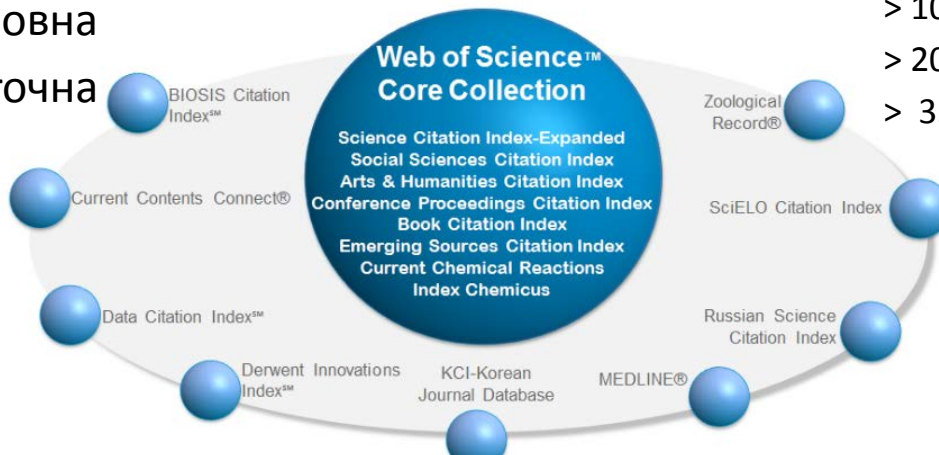 Web of Science™
Core Collection
Science Citation Index-Expanded
Social Sciences Citation Index
Arts & Humanities Citation Index
Conference Proceedings Citation Index
Book Citation Index
Emerging Sources Citation Index
Current Chemical Reactions
Index Chemicus
BIOSIS Citation
Index℠
Current Contents Connect®
Data Citation Index℠
Derwent Innovations
Index℠
KCI-Korean
Journal Database
MEDLINE®
Russian Science
Citation Index
SciELO Citation Index
Zoological
Record®